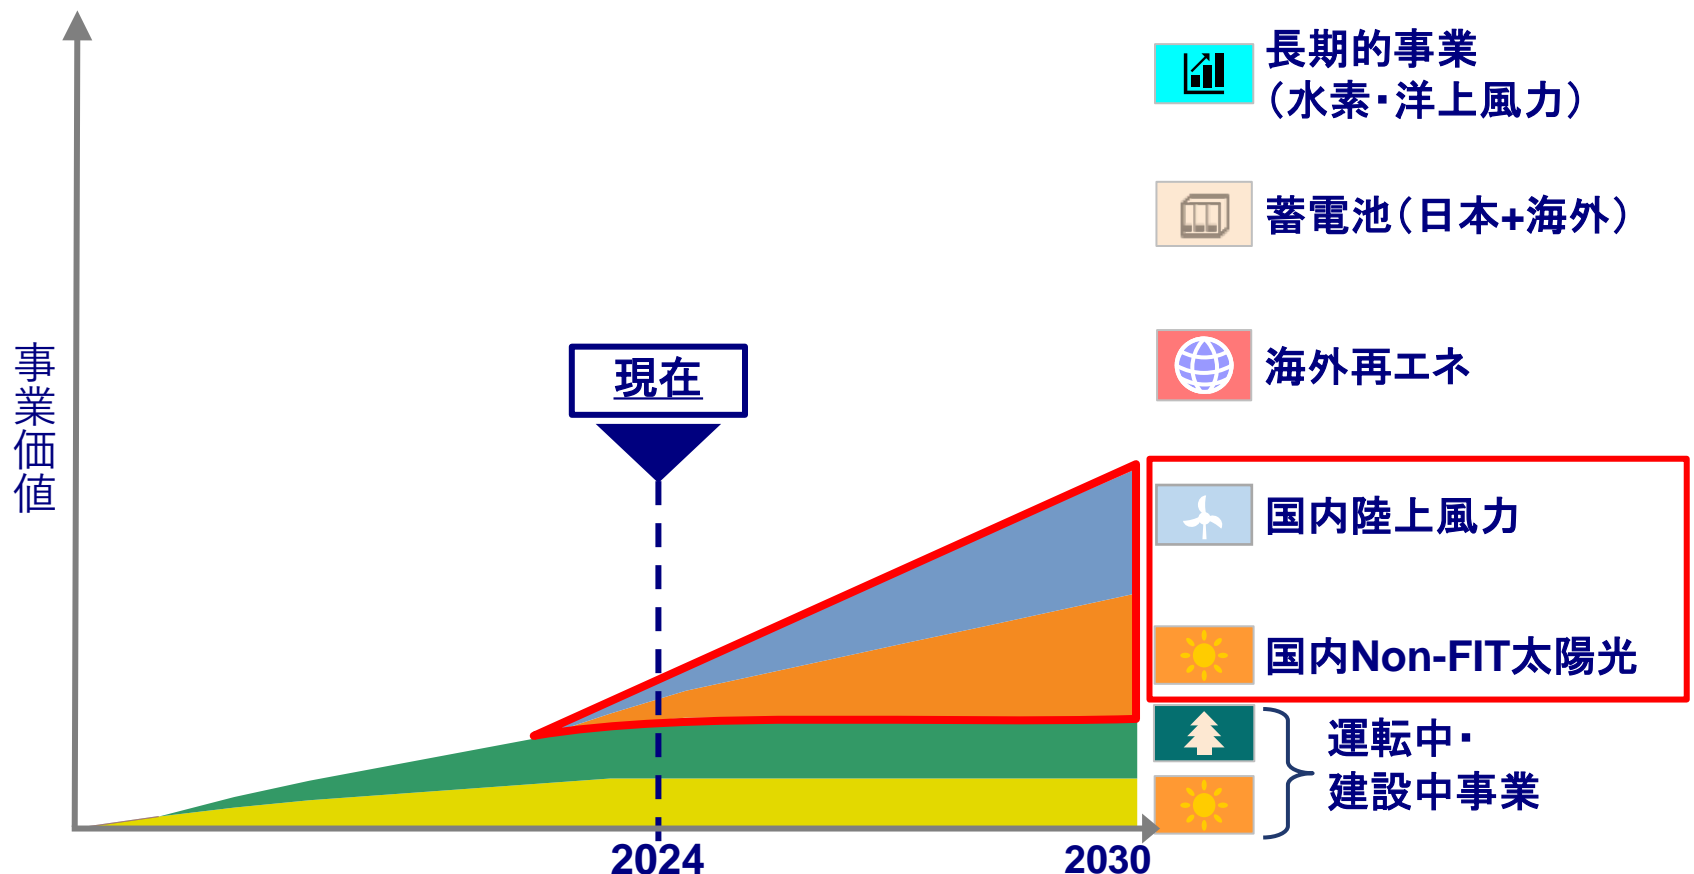 長期的事業
（水素・洋上風力）
蓄電池（日本+海外）
事業価値
現在
海外再エネ
国内陸上風力
国内Non-FIT太陽光
運転中・
建設中事業
2024
2030